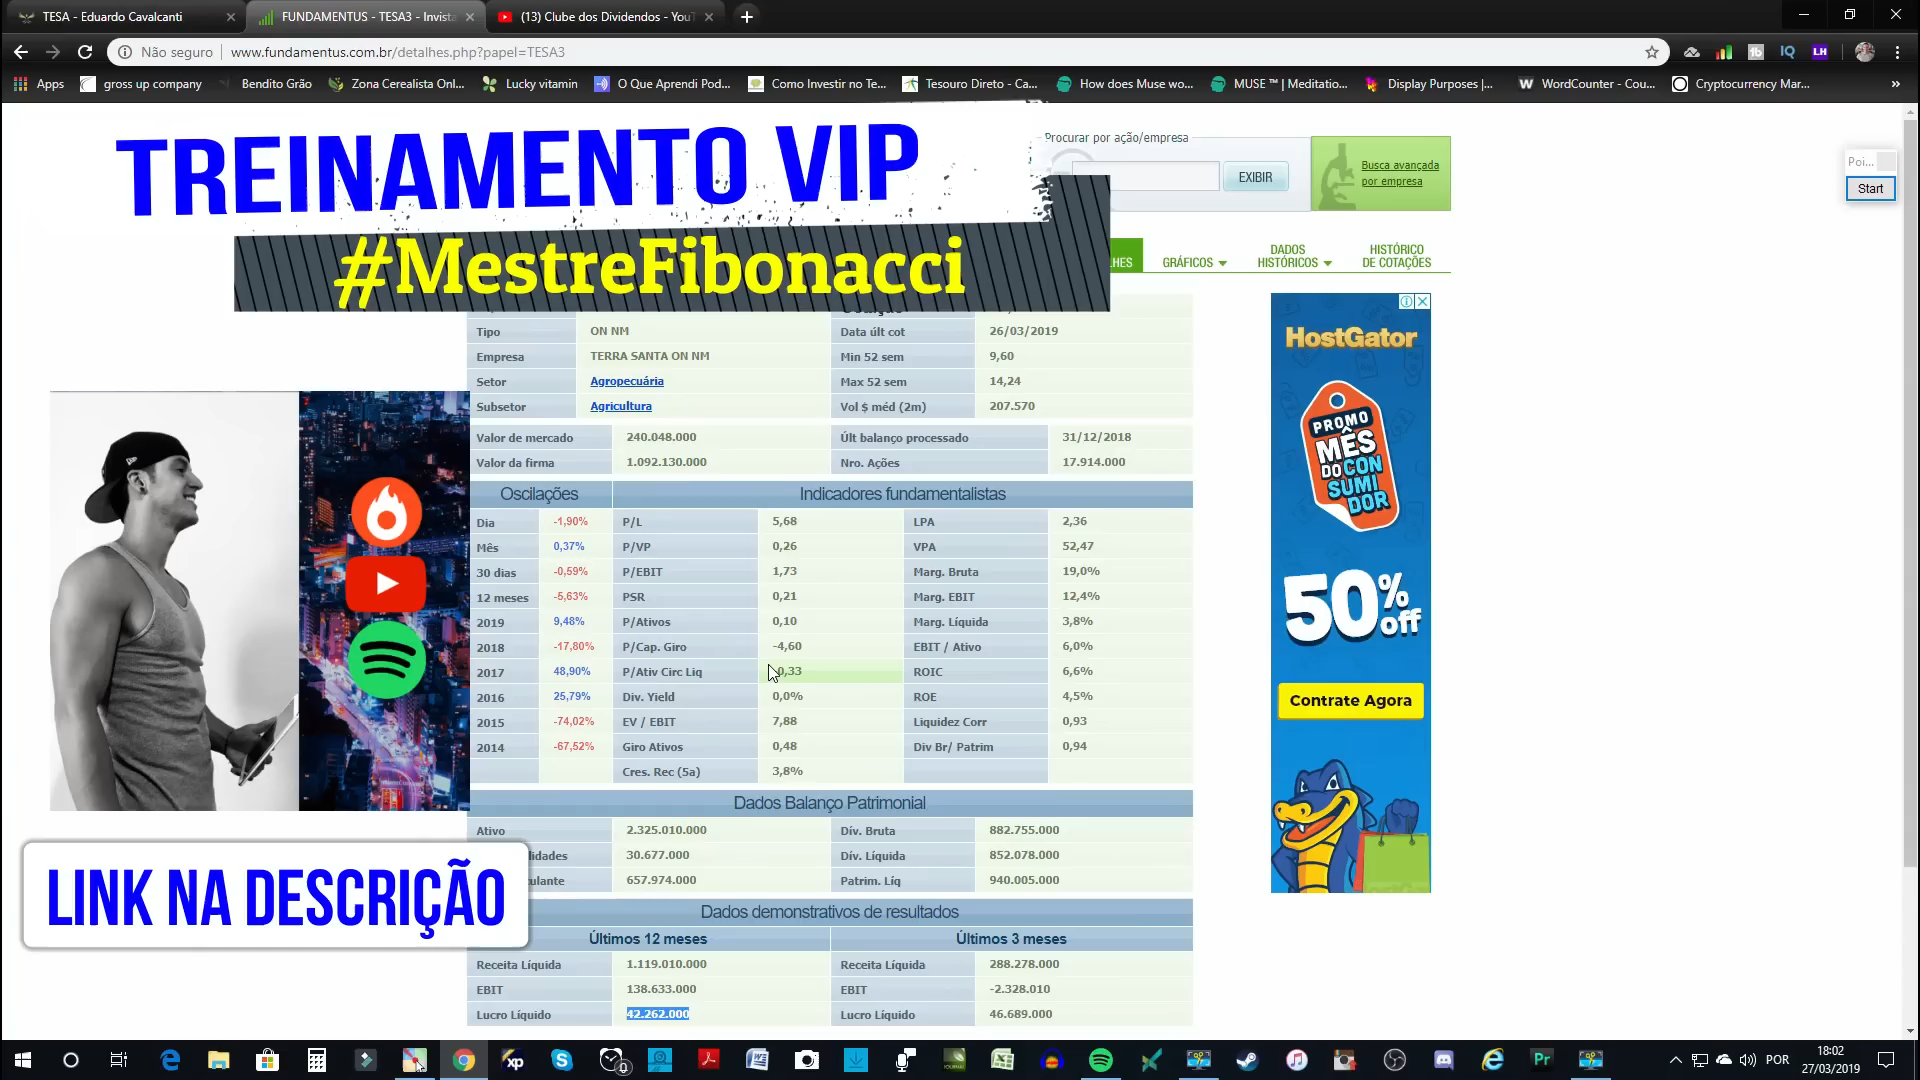 TESA - Eduardo Cavalcanti
FUNDAMENTUS - TESA3 - Invista
(13) Clube dos Dividendos - YouT
Não seguro
www.fundamentus.com.br/detalhes.php?papel=TESA3
Apps
gross up company
Bendito Grão
Zona Cerealista Onl...
Lucky vitamin
O Que Aprendi Pod...
Como Investir no Te...
Tesouro Direto - Ca...
How does Muse wo...
MUSE ™ | Meditatio...
Display Purposes |...
WordCounter - Cou...
Cryptocurrency Mar...
TREINAMENTO VIP
#MestreFibonacci
Procurar por ação/empresa
EXIBIR
Busca avançada
por empresa
Poi...
Start
LHES
GRÁFICOS
DADOS
HISTÓRICOS
HISTÓRICO
DE COTAÇÕES
Tipo ON NM Data últ cot 26/03/2019
Empresa TERRA SANTA ON NM Min 52 sem 9,60
Setor Agropecuária Max 52 sem 14,24
Subsetor Agricultura Vol $ méd (2m) 207.570
Valor de mercado 240.048.000 Últ balanço processado 31/12/2018
Valor da firma 1.092.130.000 Nro. Ações 17.914.000
Oscilações Indicadores fundamentalistas
Dia -1,90% P/L 5,68 LPA 2,36
Mês 0,37% P/VP 0,26 VPA 52,47
30 dias -0,59% P/EBIT 1,73 Marg. Bruta 19,0%
12 meses -5,63% PSR 0,21 Marg. EBIT 12,4%
2019 9,48% P/Ativos 0,10 Marg. Líquida 3,8%
2018 -17,80% P/Cap. Giro -4,60 EBIT / Ativo 6,0%
2017 48,90% P/Ativ Circ Liq 0,33 ROIC 6,6%
2016 25,79% Div. Yield 0,0% ROE 4,5%
2015 -74,02% EV / EBIT 7,88 Liquidez Corr 0,93
2014 -67,52% Giro Ativos 0,48 Div Br/ Patrim 0,94
Cres. Rec (5a) 3,8%
Dados Balanço Patrimonial
Ativo 2.325.010.000 Dív. Bruta 882.755.000
idades 30.677.000 Dív. Líquida 852.078.000
ulante 657.974.000 Patrim. Líq 940.005.000
Dados demonstrativos de resultados
Últimos 12 meses Últimos 3 meses
Receita Líquida 1.119.010.000 Receita Líquida 288.278.000
EBIT 138.633.000 EBIT -2.328.010
Lucro Líquido 42.262.000 Lucro Líquido 46.689.000
LINK NA DESCRIÇÃO
HostGator
PROMO
MÊS
DO CON
SUMI
DOR
50%
off
Contrate Agora
POR
18:02
27/03/2019